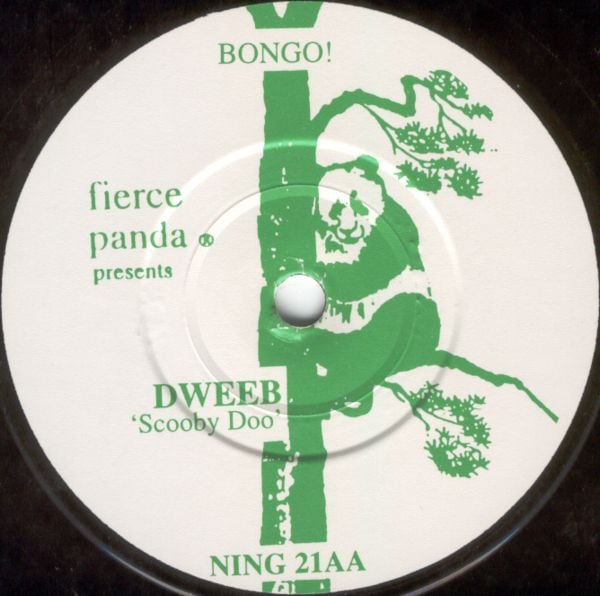 BONGO!
fierce
panda ®
presents
DWEEB
'Scooby Doo'
NING 21AA